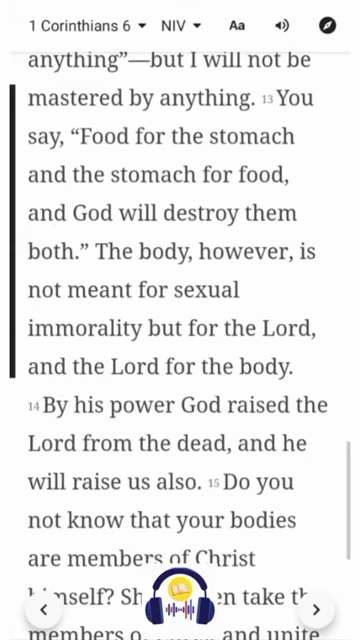 1 Corinthians 6 NIV Aa
anything”—but I will not be
mastered by anything. 13 You
say, “Food for the stomach
and the stomach for food,
and God will destroy them
both.” The body, however, is
not meant for sexual
immorality but for the Lord,
and the Lord for the body.
14 By his power God raised the
Lord from the dead, and he
will raise us also. 15 Do you
not know that your bodies
are members of Christ
himself? take
members and unite